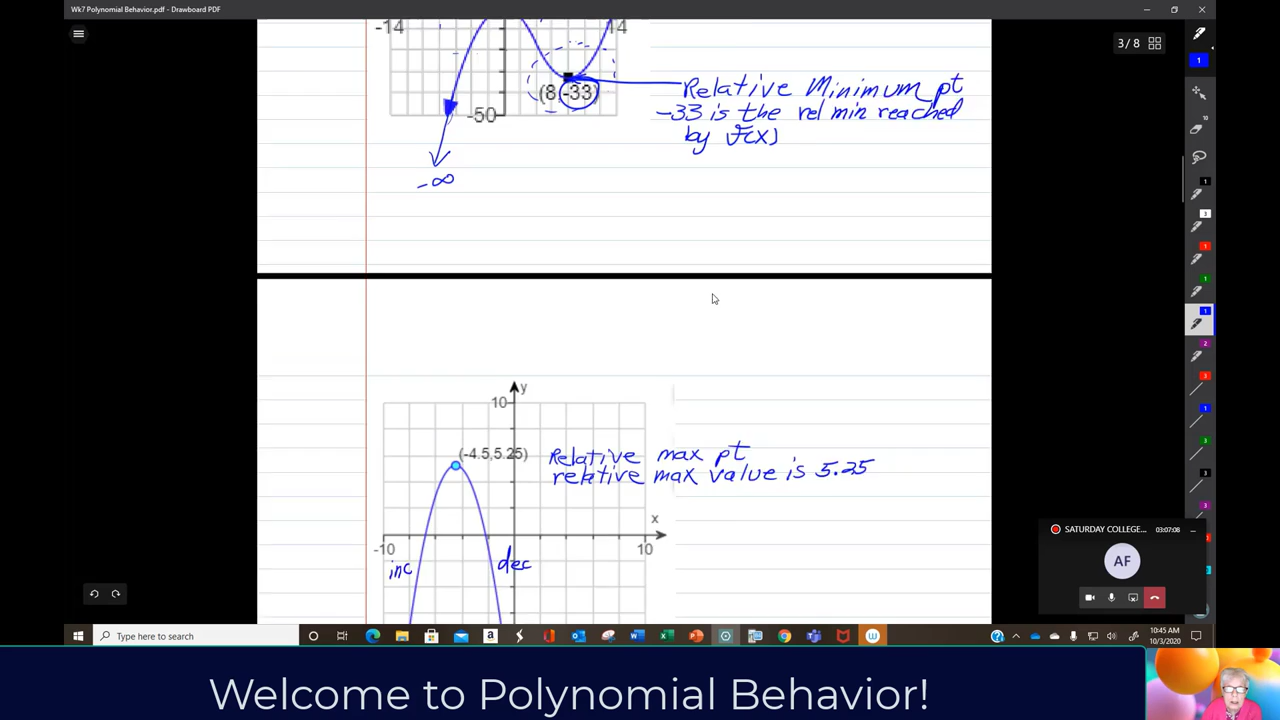 Wk7 Polynomial Behavior.pdf - Drawboard PDF
3 / 8
-14
14
(8,-33)
-50
-∞
Relative Minimum pt
-33 is the rel min reached
by f(x)
y
10
(-4.5,5.25)
Relative max pt
relative max value is 5.25
x
-10
10
inc
dec
SATURDAY COLLEGE...
03:07:08
AF
Type here to search
10:45 AM
10/3/2020
Welcome to Polynomial Behavior!